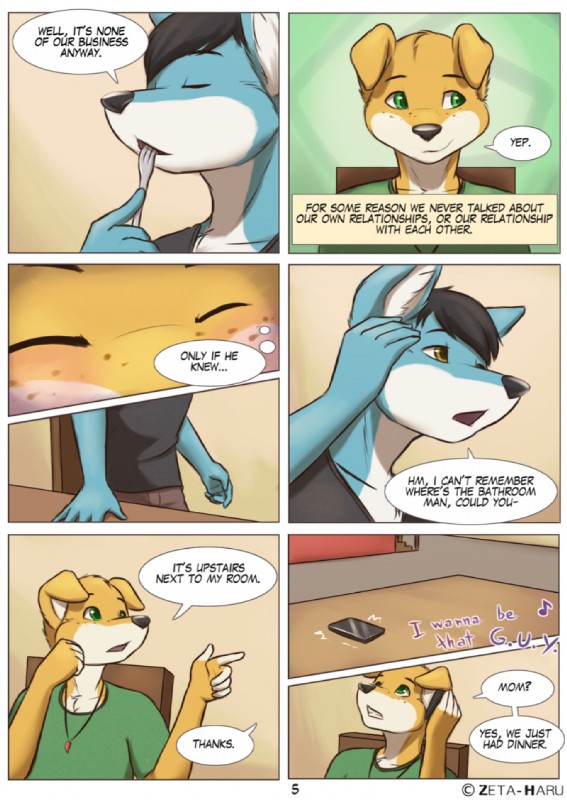 WELL, IT'S NONE
OF OUR BUSINESS
ANYWAY.
YEP.
FOR SOME REASON WE NEVER TALKED ABOUT
OUR OWN RELATIONSHIPS, OR OUR RELATIONSHIP
WITH EACH OTHER.
ONLY IF HE
KNEW...
HM, I CAN'T REMEMBER
WHERE'S THE BATHROOM
MAN, COULD YOU-
IT'S UPSTAIRS
NEXT TO MY ROOM.
THANKS.
I wanna be
that G.U.Y.
MOM?
YES, WE JUST
HAD DINNER.
5
© ZETA-HARU